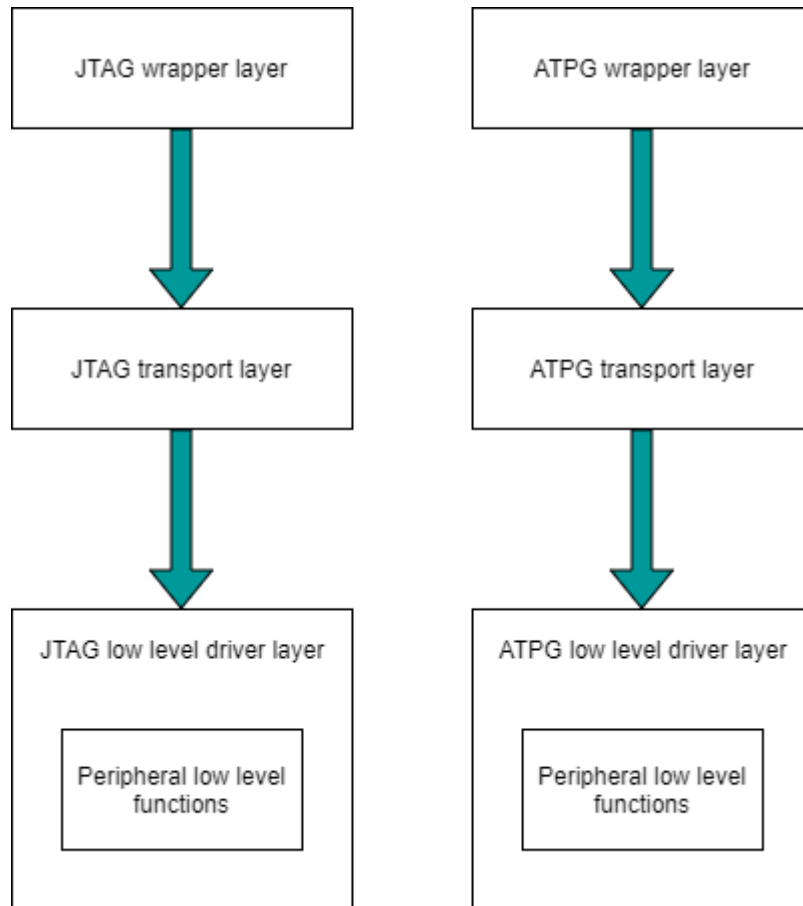 JTAG wrapper layer
ATPG wrapper layer
JTAG transport layer
ATPG transport layer
JTAG low level driver layer
ATPG low level driver layer
Peripheral low level
functions
Peripheral low level
functions